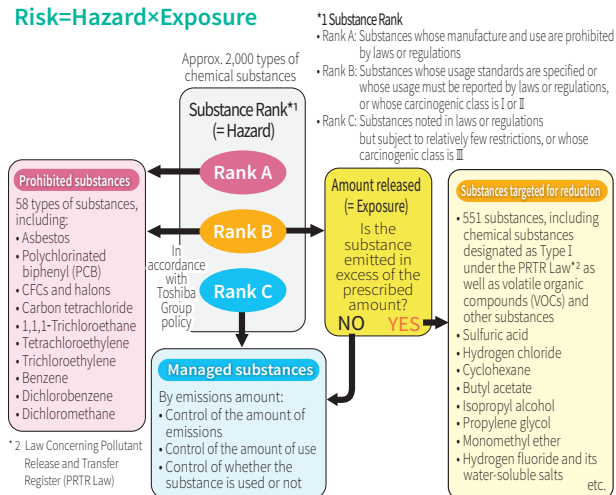 Risk=Hazard×Exposure
*1 Substance Rank
• Rank A: Substances whose manufacture and use are prohibited
by laws or regulations
• Rank B: Substances whose usage standards are specified or
whose usage must be reported by laws or regulations,
or whose carcinogenic class is Ⅰ or Ⅱ
• Rank C: Substances noted in laws or regulations
but subject to relatively few restrictions, or whose
carcinogenic class is Ⅲ
Approx. 2,000 types of
chemical substances
Substance Rank*1
(= Hazard)
Rank A
Rank B
Rank C
In
accordance
with
Toshiba
Group
policy
Prohibited substances
58 types of substances,
including:
• Asbestos
• Polychlorinated
biphenyl (PCB)
• CFCs and halons
• Carbon tetrachloride
• 1,1,1-Trichloroethane
• Tetrachloroethylene
• Trichloroethylene
• Benzene
• Dichlorobenzene
• Dichloromethane
Amount released
(= Exposure)
Is the
substance
emitted in
excess of the
prescribed
amount?
NO YES
Substances targeted for reduction
• 551 substances, including
chemical substances
designated as Type I
under the PRTR Law*2 as
well as volatile organic
compounds (VOCs) and
other substances
• Sulfuric acid
• Hydrogen chloride
• Cyclohexane
• Butyl acetate
• Isopropyl alcohol
• Propylene glycol
• Monomethyl ether
• Hydrogen fluoride and its
water-soluble salts
etc.
Managed substances
By emissions amount:
• Control of the amount of
emissions
• Control of the amount of use
• Control of whether the
substance is used or not
* 2 Law Concerning Pollutant
Release and Transfer
Register (PRTR Law)